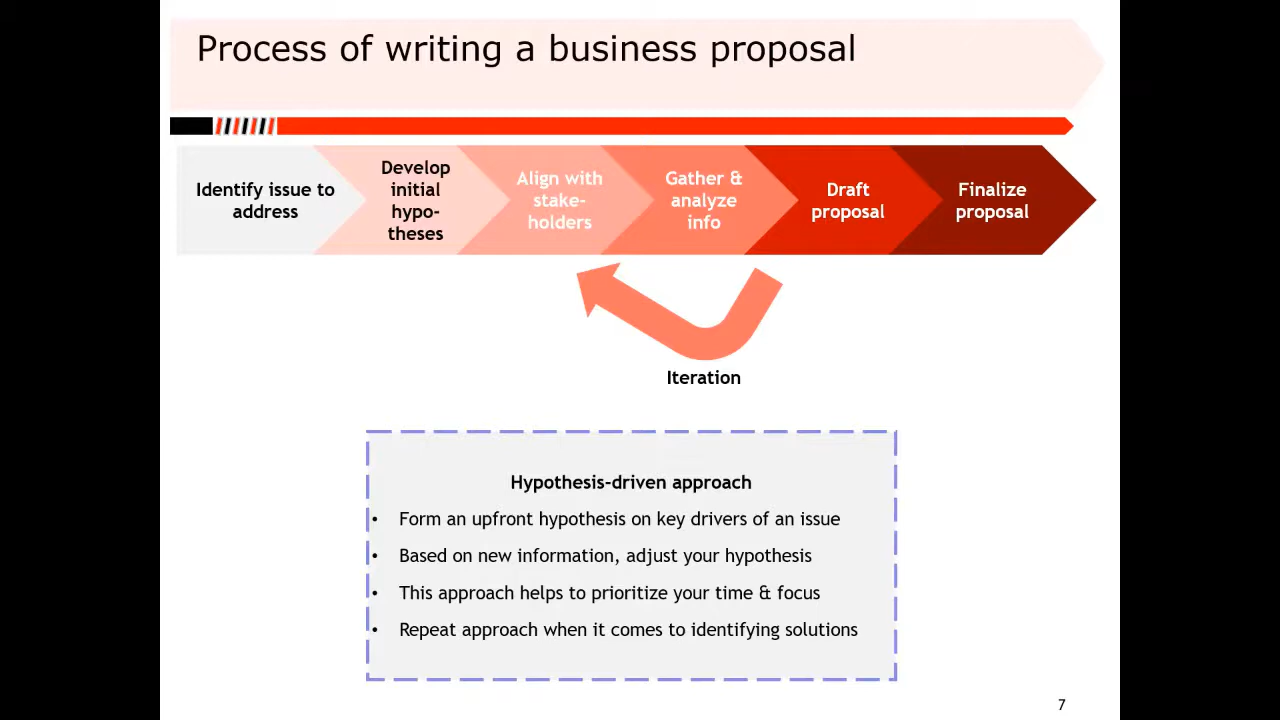 Process of writing a business proposal
Identify issue to
address
Develop
initial
hypo-
theses
Align with
stake-
holders
Gather &
analyze
info
Draft
proposal
Finalize
proposal
Iteration
Hypothesis-driven approach
• Form an upfront hypothesis on key drivers of an issue
• Based on new information, adjust your hypothesis
• This approach helps to prioritize your time & focus
• Repeat approach when it comes to identifying solutions
7